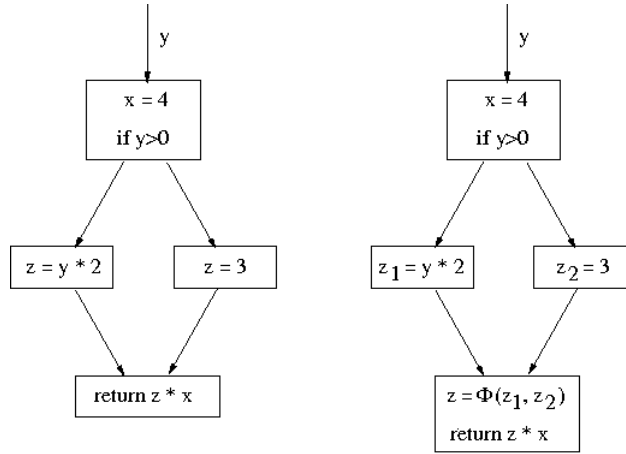 y
x = 4
if y>0
z = y * 2
z = 3
return z * x
y
x = 4
if y>0
z₁ = y * 2
z₂ = 3
z = Φ(z₁, z₂)
return z * x